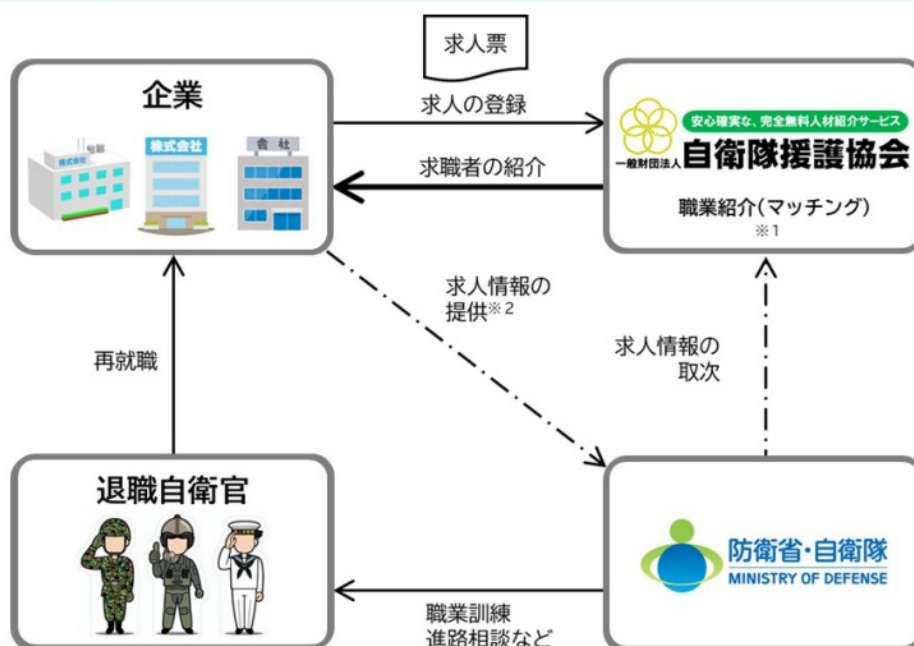 求人票
企業
株式会社
株式会社
会社
求人の登録
求職者の紹介
安心確実な、完全無料人材紹介サービス
一般財団法人 自衛隊援護協会
職業紹介(マッチング)
※1
求人情報の
提供※2
求人情報の
取次
再就職
退職自衛官
防衛省・自衛隊
MINISTRY OF DEFENSE
職業訓練
進路相談など